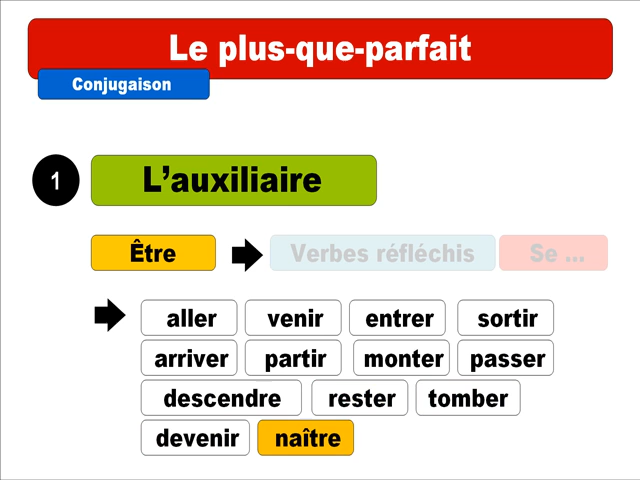 Le plus-que-parfait
Conjugaison
1 L'auxiliaire
Être Verbes réfléchis Se ...
aller venir entrer sortir
arriver partir monter passer
descendre rester tomber
devenir naître